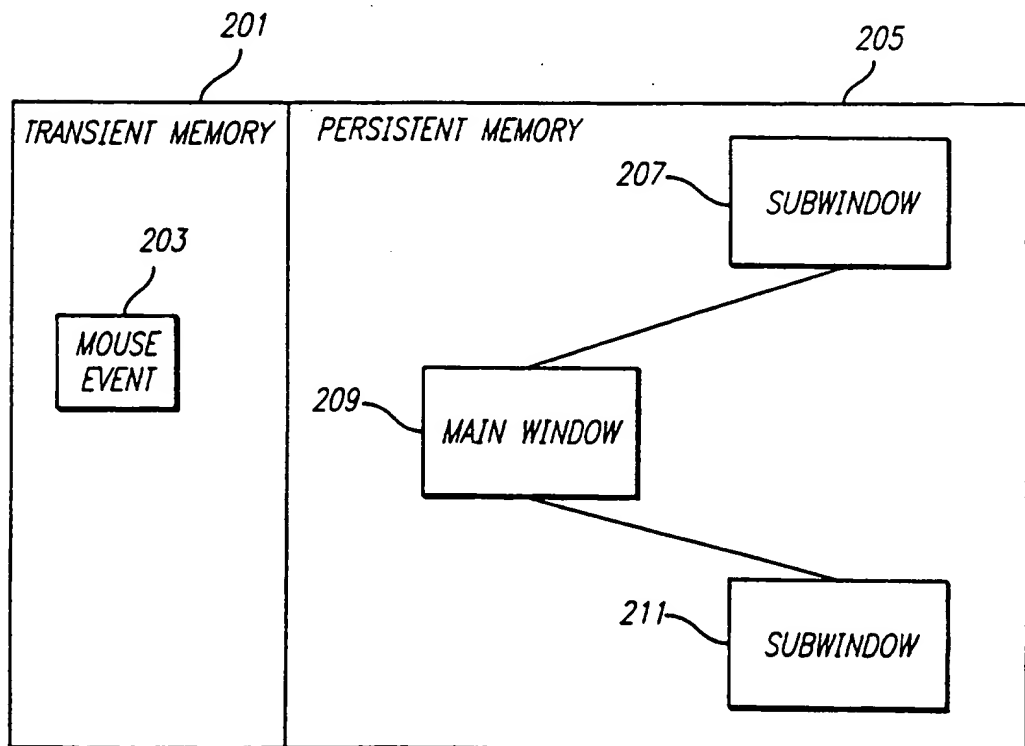 201
205
TRANSIENT MEMORY
PERSISTENT MEMORY
207
SUBWINDOW
203
MOUSE
EVENT
209
MAIN WINDOW
211
SUBWINDOW